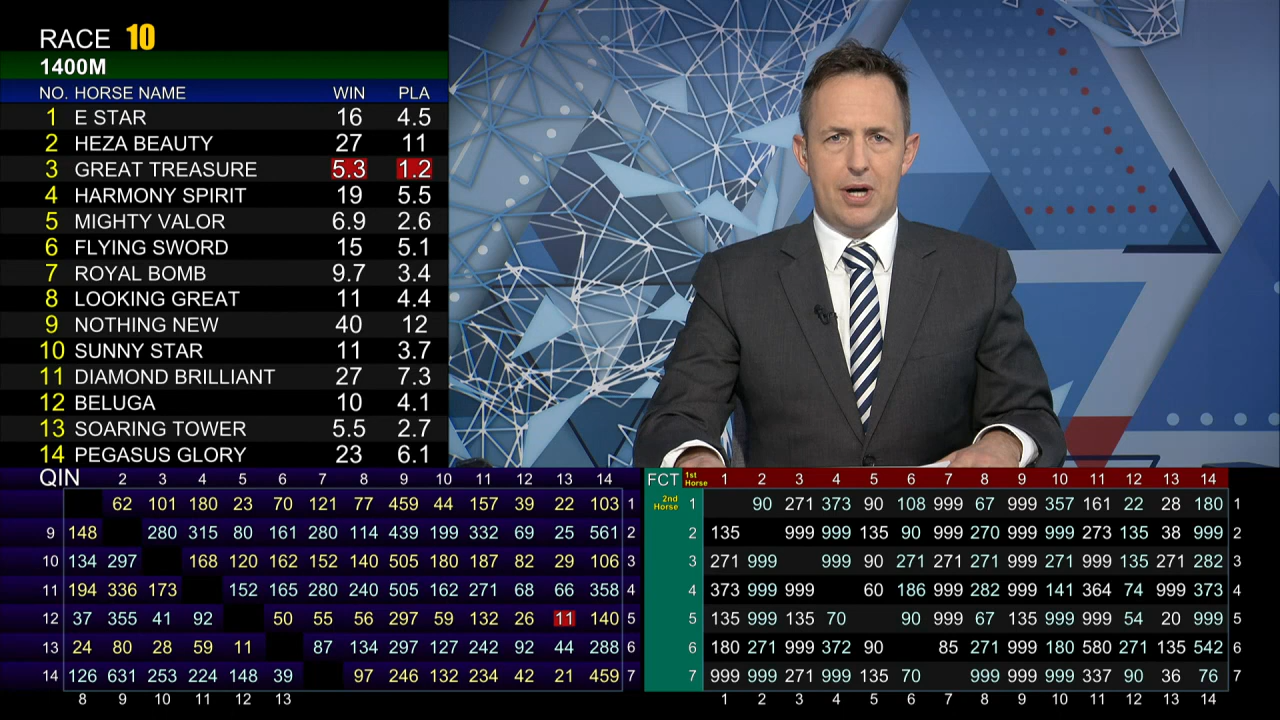 RACE 10
1400M
NO. HORSE NAME WIN PLA
1 E STAR 16 4.5
2 HEZA BEAUTY 27 11
3 GREAT TREASURE 5.3 1.2
4 HARMONY SPIRIT 19 5.5
5 MIGHTY VALOR 6.9 2.6
6 FLYING SWORD 15 5.1
7 ROYAL BOMB 9.7 3.4
8 LOOKING GREAT 11 4.4
9 NOTHING NEW 40 12
10 SUNNY STAR 11 3.7
11 DIAMOND BRILLIANT 27 7.3
12 BELUGA 10 4.1
13 SOARING TOWER 5.5 2.7
14 PEGASUS GLORY 23 6.1
QIN 2 3 4 5 6 7 8 9 10 11 12 13 14
62 101 180 23 70 121 77 459 44 157 39 22 103 1
9 148 280 315 80 161 280 114 439 199 332 69 25 561 2
10 134 297 168 120 162 152 140 505 180 187 82 29 106 3
11 194 336 173 152 165 280 240 505 162 271 68 66 358 4
12 37 355 41 92 50 55 56 297 59 132 26 11 140 5
13 24 80 28 59 11 87 134 297 127 242 92 44 288 6
14 126 631 253 224 148 39 97 246 132 234 42 21 459 7
8 9 10 11 12 13
FCT 1st Horse 1 2 3 4 5 6 7 8 9 10 11 12 13 14
2nd Horse 1 90 271 373 90 108 999 67 999 357 161 22 28 180 1
2 135 999 999 135 90 999 270 999 999 273 135 38 999 2
3 271 999 999 90 271 271 271 999 271 999 135 271 282 3
4 373 999 999 60 186 999 282 999 141 364 74 999 373 4
5 135 999 135 70 90 999 67 135 999 999 54 20 999 5
6 180 271 999 372 90 85 271 999 180 580 271 135 542 6
7 999 999 271 999 135 70 999 999 999 337 90 36 76 7
1 2 3 4 5 6 7 8 9 10 11 12 13 14